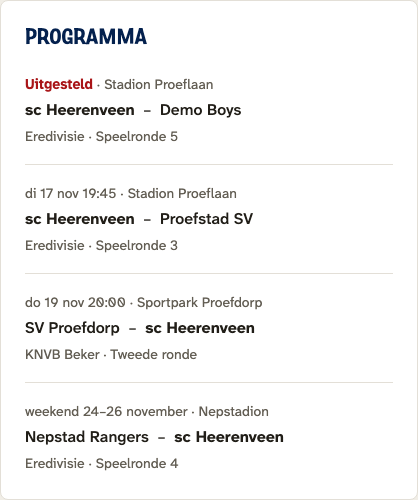 PROGRAMMA
Uitgesteld · Stadion Proeflaan
sc Heerenveen – Demo Boys
Eredivisie · Speelronde 5
di 17 nov 19:45 · Stadion Proeflaan
sc Heerenveen – Proefstad SV
Eredivisie · Speelronde 3
do 19 nov 20:00 · Sportpark Proefdorp
SV Proefdorp – sc Heerenveen
KNVB Beker · Tweede ronde
weekend 24–26 november · Nepstadion
Nepstad Rangers – sc Heerenveen
Eredivisie · Speelronde 4